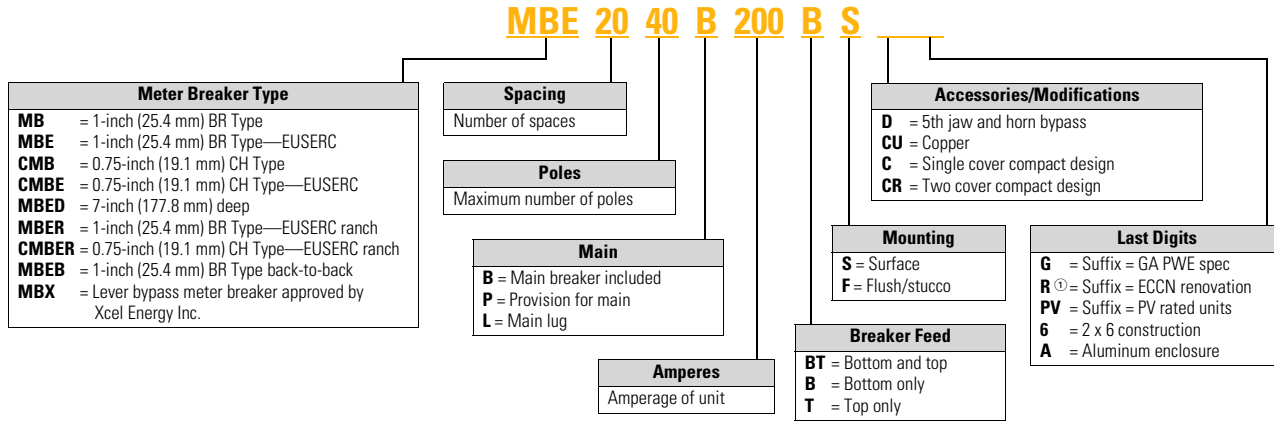 MBE 20 40 B 200 B S
Meter Breaker Type
MB = 1-inch (25.4 mm) BR Type
MBE = 1-inch (25.4 mm) BR Type—EUSERC
CMB = 0.75-inch (19.1 mm) CH Type
CMBE = 0.75-inch (19.1 mm) CH Type—EUSERC
MBED = 7-inch (177.8 mm) deep
MBER = 1-inch (25.4 mm) BR Type—EUSERC ranch
CMBER = 0.75-inch (19.1 mm) CH Type—EUSERC ranch
MBEB = 1-inch (25.4 mm) BR Type back-to-back
MBX = Lever bypass meter breaker approved by
Xcel Energy Inc.
Spacing
Number of spaces
Poles
Maximum number of poles
Main
B = Main breaker included
P = Provision for main
L = Main lug
Amperes
Amperage of unit
Breaker Feed
BT = Bottom and top
B = Bottom only
T = Top only
Mounting
S = Surface
F = Flush/stucco
Accessories/Modifications
D = 5th jaw and horn bypass
CU = Copper
C = Single cover compact design
CR = Two cover compact design
Last Digits
G = Suffix = GA PWE spec
R ① = Suffix = ECCN renovation
PV = Suffix = PV rated units
6 = 2 x 6 construction
A = Aluminum enclosure